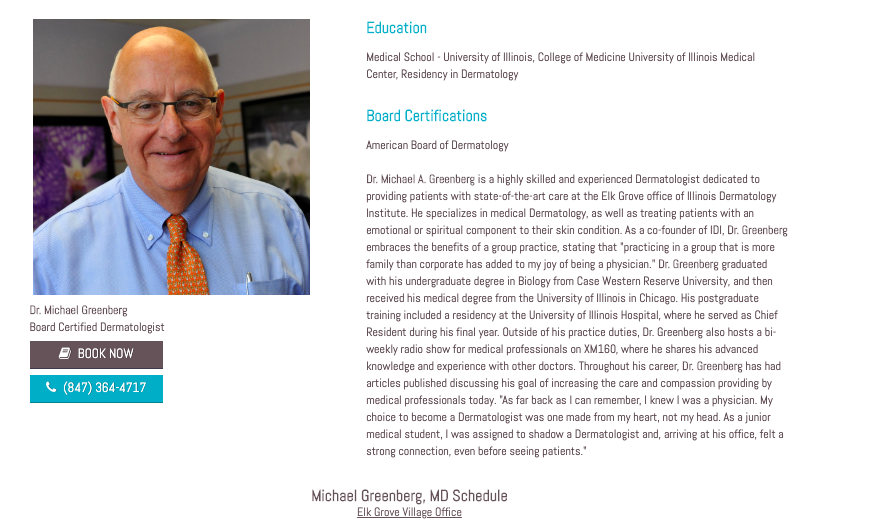 Education
Medical School - University of Illinois, College of Medicine University of Illinois Medical
Center, Residency in Dermatology
Board Certifications
American Board of Dermatology
Dr. Michael A. Greenberg is a highly skilled and experienced Dermatologist dedicated to
providing patients with state-of-the-art care at the Elk Grove office of Illinois Dermatology
Institute. He specializes in medical Dermatology, as well as treating patients with an
emotional or spiritual component to their skin condition. As a co-founder of IDI, Dr. Greenberg
embraces the benefits of a group practice, stating that "practicing in a group that is more
family than corporate has added to my joy of being a physician." Dr. Greenberg graduated
with his undergraduate degree in Biology from Case Western Reserve University, and then
received his medical degree from the University of Illinois in Chicago. His postgraduate
training included a residency at the University of Illinois Hospital, where he served as Chief
Resident during his final year. Outside of his practice duties, Dr. Greenberg also hosts a bi-
weekly radio show for medical professionals on XM160, where he shares his advanced
knowledge and experience with other doctors. Throughout his career, Dr. Greenberg has had
articles published discussing his goal of increasing the care and compassion providing by
medical professionals today. "As far back as I can remember, I knew I was a physician. My
choice to become a Dermatologist was one made from my heart, not my head. As a junior
medical student, I was assigned to shadow a Dermatologist and, arriving at his office, felt a
strong connection, even before seeing patients."
Dr. Michael Greenberg
Board Certified Dermatologist
BOOK NOW
(847) 364-4717
Michael Greenberg, MD Schedule
Elk Grove Village Office